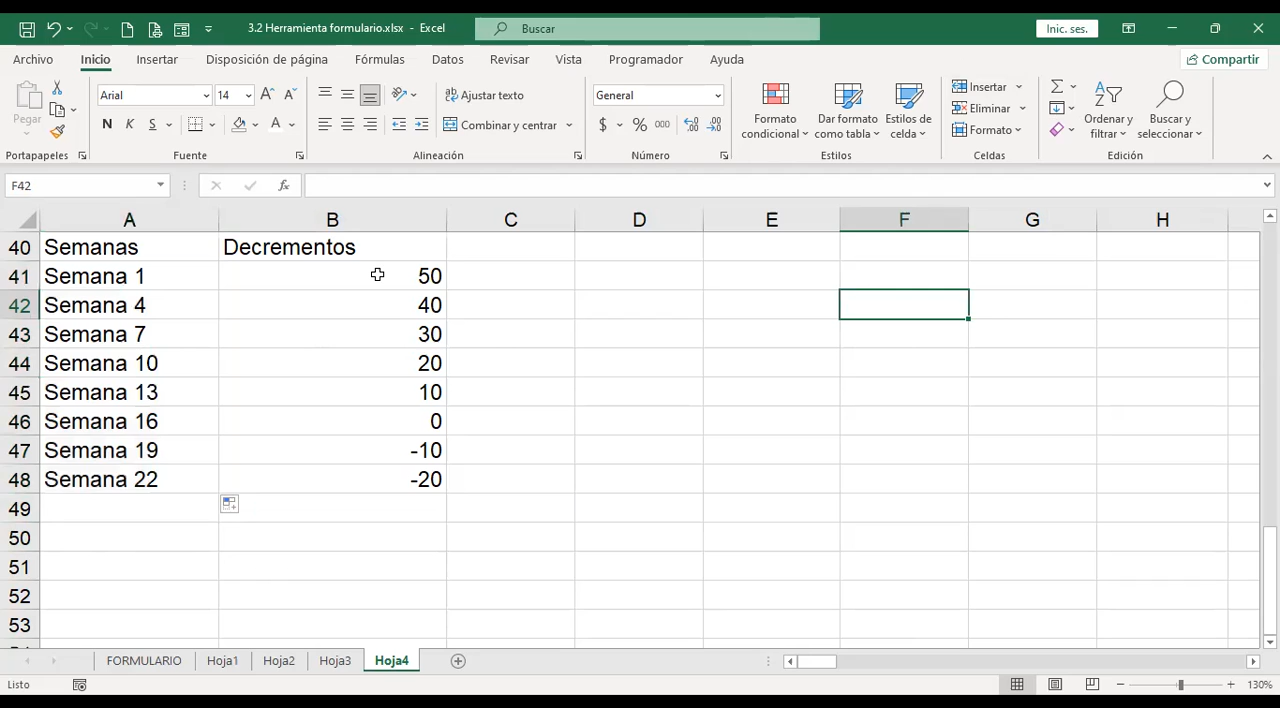 3.2 Herramienta formulario.xlsx - Excel
Buscar
Inic. ses.
Archivo Inicio Insertar Disposición de página Fórmulas Datos Revisar Vista Programador Ayuda
Compartir
Pegar
Arial 14
Ajustar texto
General
Formato condicional
Dar formato como tabla
Estilos de celda
Insertar
Eliminar
Formato
Ordenar y filtrar
Buscar y seleccionar
N K S
Combinar y centrar
$ % 000
Portapapeles Fuente Alineación Número Estilos Celdas Edición
F42 fx
A B C D E F G H
40 Semanas Decrementos
41 Semana 1 50
42 Semana 4 40
43 Semana 7 30
44 Semana 10 20
45 Semana 13 10
46 Semana 16 0
47 Semana 19 -10
48 Semana 22 -20
49
50
51
52
53
FORMULARIO Hoja1 Hoja2 Hoja3 Hoja4
Listo 130%